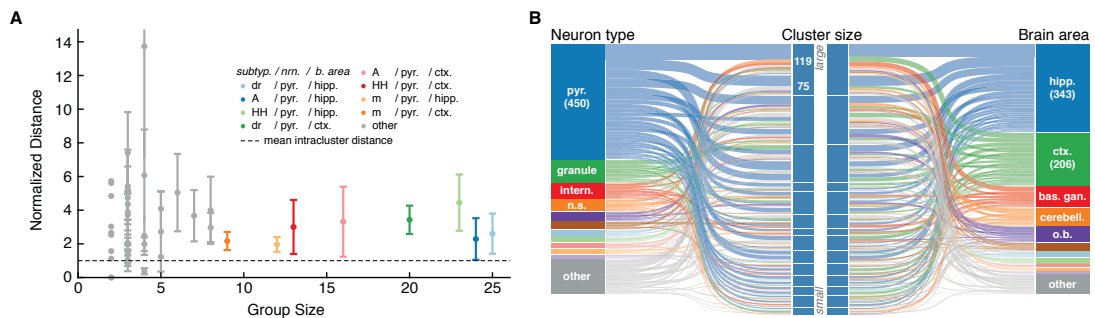 A
14
12
10
8
6
4
2
0
Normalized Distance
0
5
10
15
20
25
Group Size
subtyp. / nrn. / b. area
dr / pyr. / hipp.
A / pyr. / hipp.
HH / pyr. / hipp.
dr / pyr. / ctx.
A / pyr. / ctx.
HH / pyr. / ctx.
m / pyr. / hipp.
m / pyr. / ctx.
other
mean intracluster distance
B
Neuron type
Cluster size
Brain area
pyr.
(450)
granule
intern.
n.s.
other
119
75
large
small
hipp.
(343)
ctx.
(206)
bas. gan.
cerebell.
o.b.
other